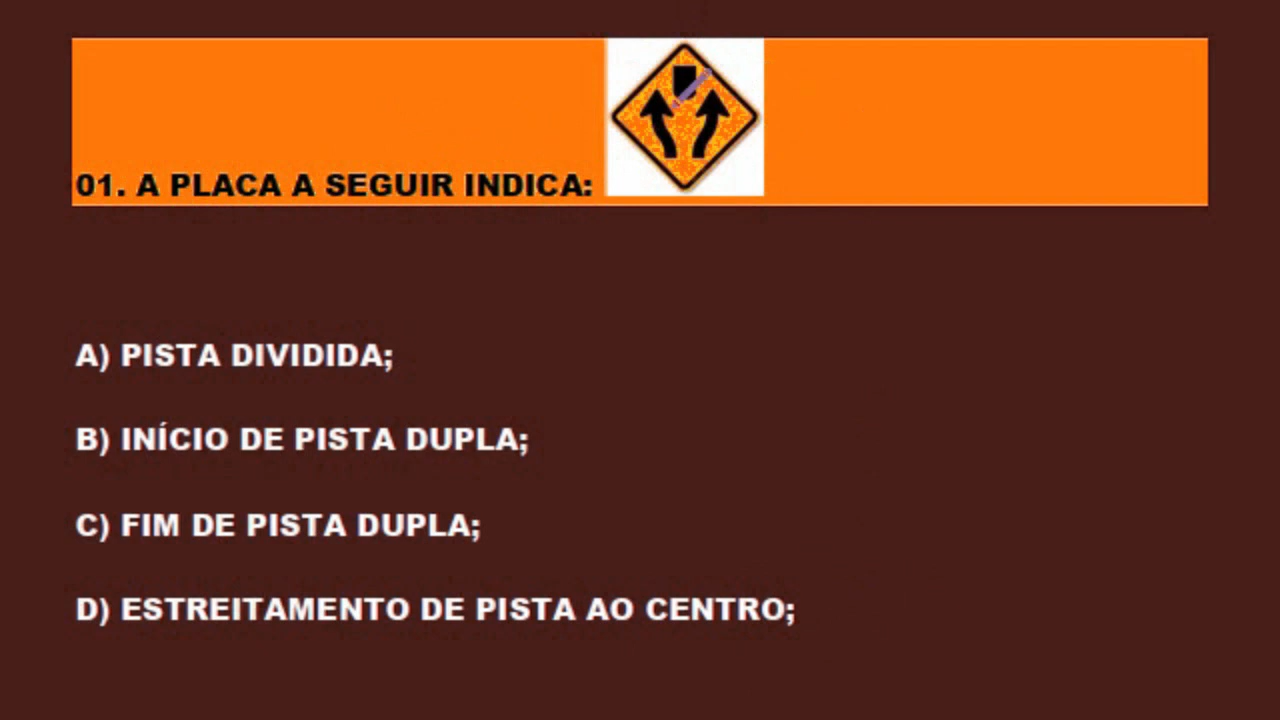 01. A PLACA A SEGUIR INDICA:
A) PISTA DIVIDIDA;
B) INÍCIO DE PISTA DUPLA;
C) FIM DE PISTA DUPLA;
D) ESTREITAMENTO DE PISTA AO CENTRO;